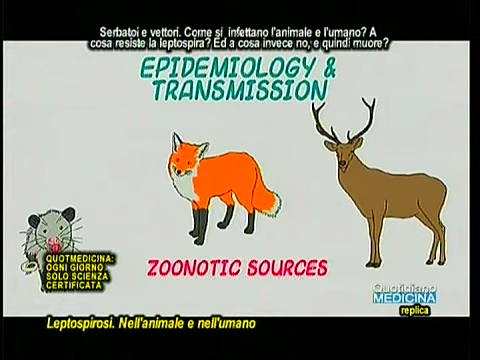 Serbatoi e vettori. Come si infettano l'animale e l'umano? A
cosa resiste la leptospira? Ed a cosa invece no, e quindi muore?
EPIDEMIOLOGY &
TRANSMISSION
QUOTMEDICINA:
OGNI GIORNO
SOLO SCIENZA
CERTIFICATA
ZOONOTIC SOURCES
Quotidiano
MEDICINA
replica
Leptospirosi. Nell'animale e nell'umano